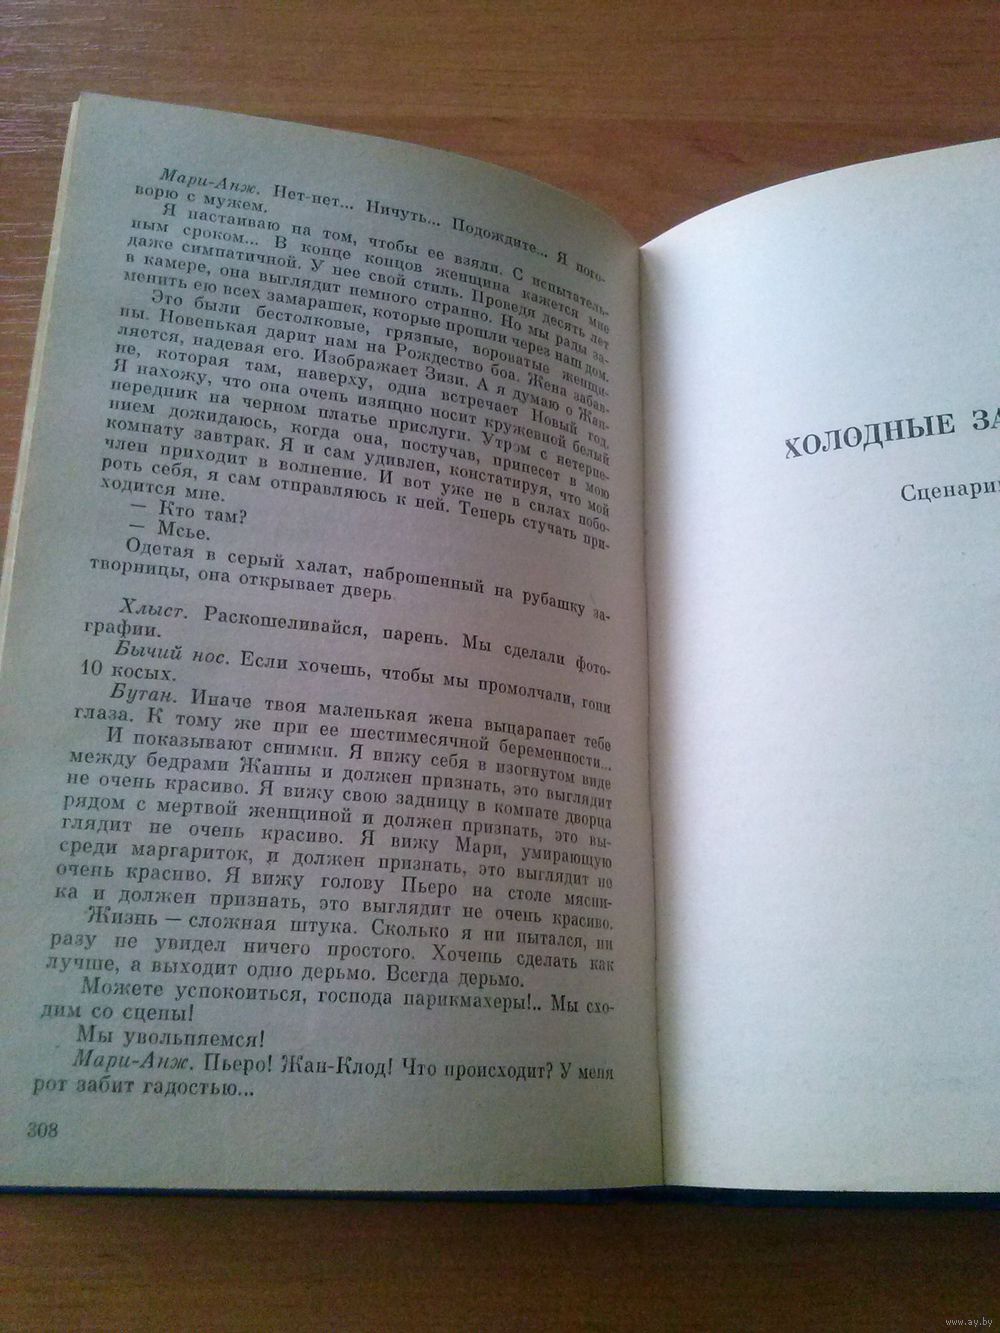 Мари-Анж. Нет-нет... Ничуть... Подождите... Я пого-
ворю с мужем.
Я настаиваю на том, чтобы ее взяли. С испытатель-
ным сроком... В конце концов женщина кажется мне
даже симпатичной. У нее свой стиль. Проведя десять лет
в камере, она выглядит немного странно. Но мы рады за-
менить ею всех замарашек, которые прошли через наш дом.
Это были бестолковые, грязные, вороватые женщи-
ны. Новенькая дарит нам на Рождество боа. Жена забав-
ляется, надевая его. Изображает Зизи. А я думаю о Жан-
не, которая там, наверху, одна встречает Новый год.
Я нахожу, что она очень изящно носит кружевной белый
передник на черном платье прислуги. Утром с нетерпе-
нием дожидаюсь, когда она, постучав, принесет в мою
комнату завтрак. Я и сам удивлен, констатируя, что мой
член приходит в волнение. И вот уже не в силах побо-
роть себя, я сам отправляюсь к ней. Теперь стучать при-
ходится мне.
— Кто там?
— Мсье.
Одетая в серый халат, наброшенный на рубашку за-
творницы, она открывает дверь.
Хлыст. Раскошеливайся, парень. Мы сделали фото-
графии.
Бычий нос. Если хочешь, чтобы мы промолчали, гони
10 косых.
Бутан. Иначе твоя маленькая жена выцарапает тебе
глаза. К тому же при ее шестимесячной беременности...
И показывают снимки. Я вижу себя в изогнутом виде
между бедрами Жанны и должен признать, это выглядит
не очень красиво. Я вижу свою задницу в комнате дворца
рядом с мертвой женщиной и должен признать, это вы-
глядит не очень красиво. Я вижу Мари, умирающую
среди маргариток, и должен признать, это выглядит не
очень красиво. Я вижу голову Пьеро на столе мясни-
ка и должен признать, это выглядит не очень красиво.
Жизнь — сложная штука. Сколько я ни пытался, ни
разу не увидел ничего простого. Хочешь сделать как
лучше, а выходит одно дерьмо. Всегда дерьмо.
Можете успокоиться, господа парикмахеры!.. Мы схо-
дим со сцены!
Мы увольняемся!
Мари-Анж. Пьеро! Жан-Клод! Что происходит? У меня
рот забит гадостью...
308
ХОЛОДНЫЕ ЗА
Сценарий
www.ay.by